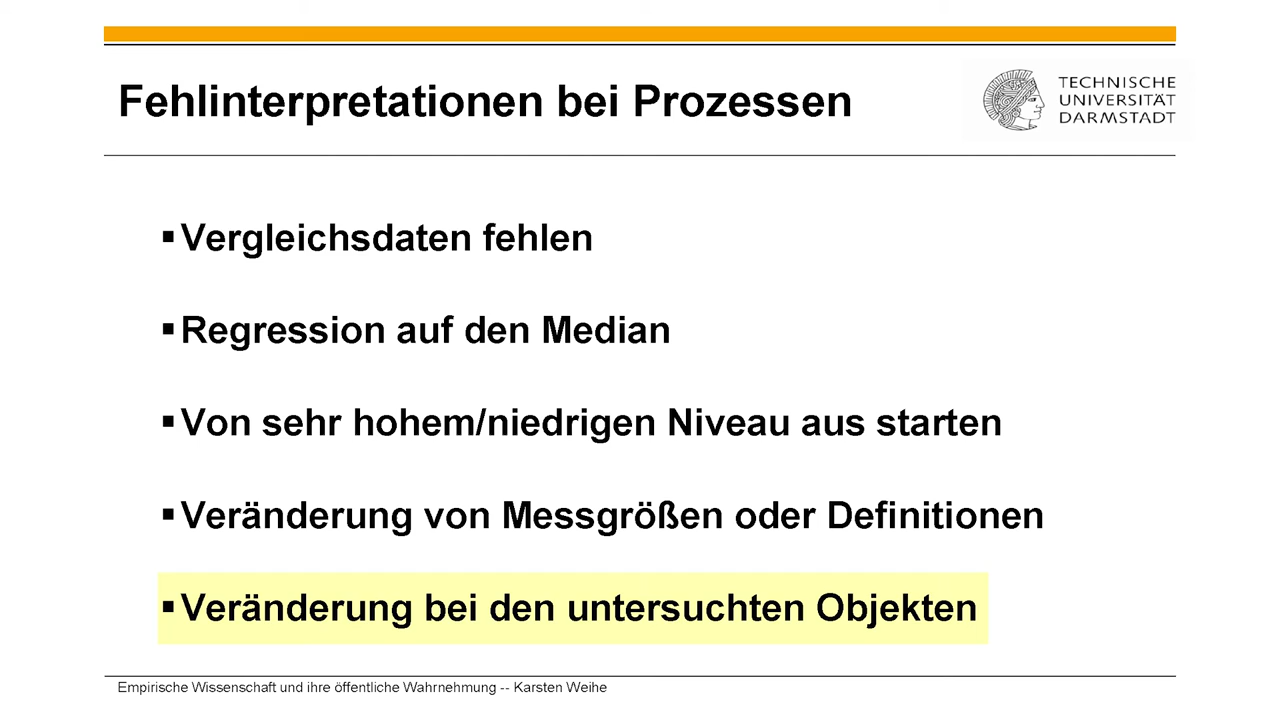 Fehlinterpretationen bei Prozessen
TECHNISCHE
UNIVERSITÄT
DARMSTADT
▪ Vergleichsdaten fehlen
▪ Regression auf den Median
▪ Von sehr hohem/niedrigen Niveau aus starten
▪ Veränderung von Messgrößen oder Definitionen
▪ Veränderung bei den untersuchten Objekten
Empirische Wissenschaft und ihre öffentliche Wahrnehmung -- Karsten Weihe